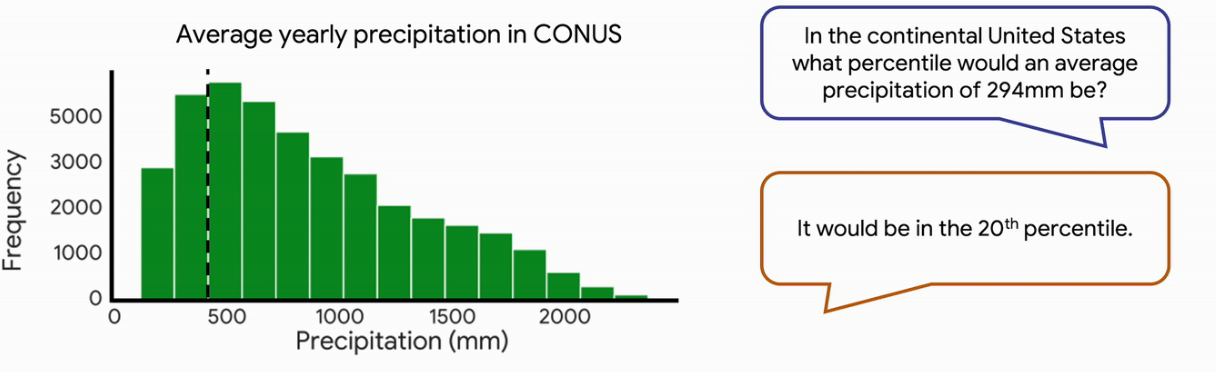 Average yearly precipitation in CONUS
Frequency
5000
3000
2000
1000
0
0 500 1000 1500 2000
Precipitation (mm)
In the continental United States
what percentile would an average
precipitation of 294mm be?
It would be in the 20th percentile.